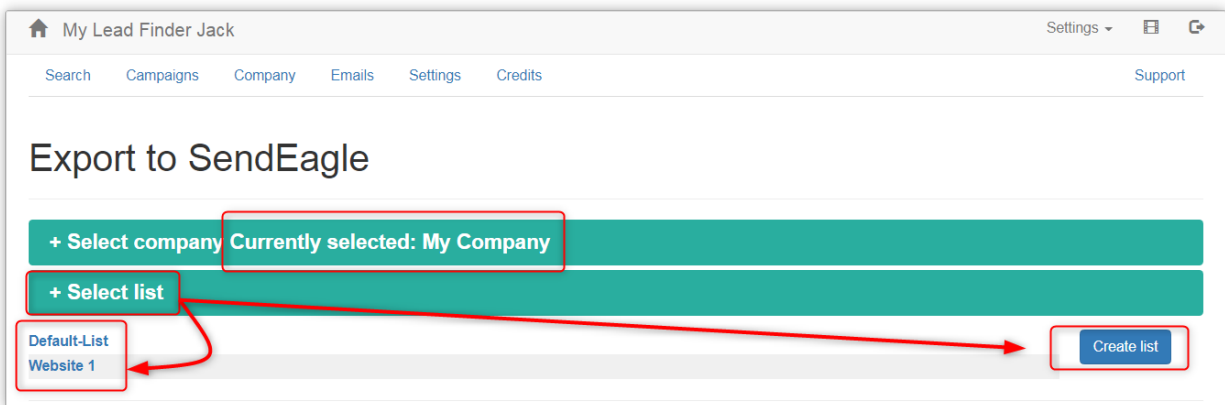 My Lead Finder Jack Settings
Search Campaigns Company Emails Settings Credits Support
Export to SendEagle
+ Select company Currently selected: My Company
+ Select list
Default-List
Create list
Website 1